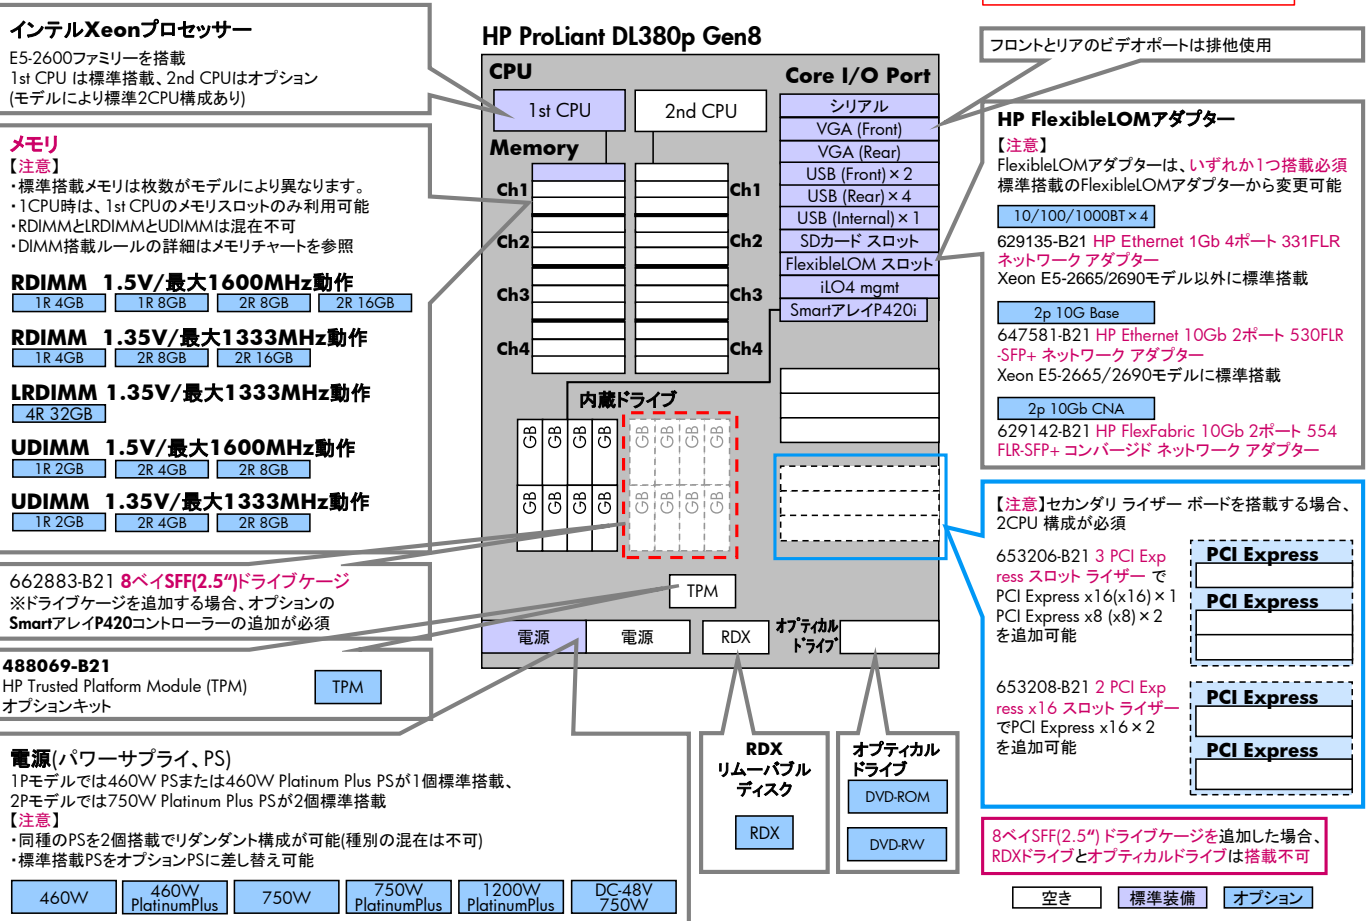 インテルXeonプロセッサー
E5-2600ファミリーを搭載
1st CPU は標準搭載、2nd CPUはオプション
(モデルにより標準2CPU構成あり)
メモリ
【注意】
・標準搭載メモリは枚数がモデルにより異なります。
・1CPU時は、1st CPUのメモリスロットのみ利用可能
・RDIMMとLRDIMMとUDIMMは混在不可
・DIMM搭載ルールの詳細はメモリチャートを参照
RDIMM 1.5V/最大1600MHz動作
1R 4GB 1R 8GB 2R 8GB 2R 16GB
RDIMM 1.35V/最大1333MHz動作
1R 4GB 2R 8GB 2R 16GB
LRDIMM 1.35V/最大1333MHz動作
4R 32GB
UDIMM 1.5V/最大1600MHz動作
1R 2GB 2R 4GB 2R 8GB
UDIMM 1.35V/最大1333MHz動作
1R 2GB 2R 4GB 2R 8GB
662883-B21 8ベイSFF(2.5“)ドライブケージ
※ドライブケージを追加する場合、オプションの
SmartアレイP420コントローラーの追加が必須
488069-B21
HP Trusted Platform Module (TPM)
オプションキット
TPM
電源(パワーサプライ、PS)
1Pモデルでは460W PSまたは460W Platinum Plus PSが1個標準搭載、
2Pモデルでは750W Platinum Plus PSが2個標準搭載
【注意】
・同種のPSを2個搭載でリダンダント構成が可能(種別の混在は不可)
・標準搭載PSをオプションPSに差し替え可能
460W
460W
PlatinumPlus
750W
750W
PlatinumPlus
1200W
PlatinumPlus
DC-48V
750W
HP ProLiant DL380p Gen8
CPU
1st CPU
2nd CPU
Memory
Ch1
Ch1
Ch2
Ch2
Ch3
Ch3
Ch4
Ch4
Core I/O Port
シリアル
VGA (Front)
VGA (Rear)
USB (Front)×2
USB (Rear)×4
USB (Internal)×1
SDカード スロット
FlexibleLOM スロット
iLO4 mgmt
SmartアレイP420i
内蔵ドライブ
GB GB GB GB GB GB GB GB
GB GB GB GB GB GB GB GB
TPM
電源
電源
RDX
オプティカル
ドライブ
RDX
リムーバブル
ディスク
RDX
オプティカル
ドライブ
DVD-ROM
DVD-RW
フロントとリアのビデオポートは排他使用
HP FlexibleLOMアダプター
【注意】
FlexibleLOMアダプターは、いずれか1つ搭載必須
標準搭載のFlexibleLOMアダプターから変更可能
10/100/1000BT×4
629135-B21 HP Ethernet 1Gb 4ポート 331FLR
ネットワーク アダプター
Xeon E5-2665/2690モデル以外に標準搭載
2p 10G Base
647581-B21 HP Ethernet 10Gb 2ポート 530FLR
-SFP+ ネットワーク アダプター
Xeon E5-2665/2690モデルに標準搭載
2p 10Gb CNA
629142-B21 HP FlexFabric 10Gb 2ポート 554
FLR-SFP+ コンバージド ネットワーク アダプター
【注意】セカンダリ ライザー ボードを搭載する場合、
2CPU 構成が必須
653206-B21 3 PCI Exp
ress スロット ライザー で
PCI Express x16(x16)×1
PCI Express x8 (x8)×2
を追加可能
PCI Express
PCI Express
653208-B21 2 PCI Exp
ress x16 スロット ライザー
でPCI Express x16×2
を追加可能
PCI Express
PCI Express
8ベイSFF(2.5“) ドライブケージを追加した場合、
RDXドライブとオプティカルドライブは搭載不可
空き
標準装備
オプション